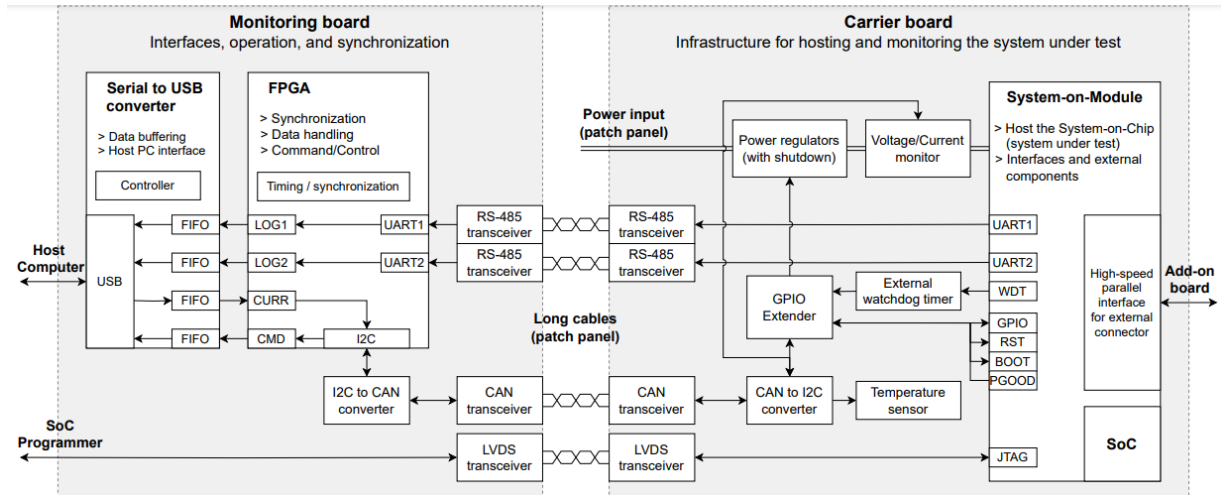 Monitoring board
Interfaces, operation, and synchronization
Serial to USB
converter
> Data buffering
> Host PC interface
Controller
FPGA
> Synchronization
> Data handling
> Command/Control
Timing / synchronization
Host
Computer
USB
FIFO
LOG1
UART1
RS-485
transceiver
FIFO
LOG2
UART2
RS-485
transceiver
FIFO
CURR
FIFO
CMD
I2C
I2C to CAN
converter
CAN
transceiver
SoC
Programmer
LVDS
transceiver
Long cables
(patch panel)
Carrier board
Infrastructure for hosting and monitoring the system under test
Power input
(patch panel)
Power regulators
(with shutdown)
Voltage/Current
monitor
RS-485
transceiver
RS-485
transceiver
GPIO
Extender
External
watchdog timer
CAN
transceiver
CAN to I2C
converter
Temperature
sensor
LVDS
transceiver
System-on-Module
> Host the System-on-Chip
(system under test)
> Interfaces and external
components
UART1
UART2
WDT
GPIO
RST
BOOT
PGOOD
JTAG
High-speed
parallel
interface
for external
connector
SoC
Add-on
board